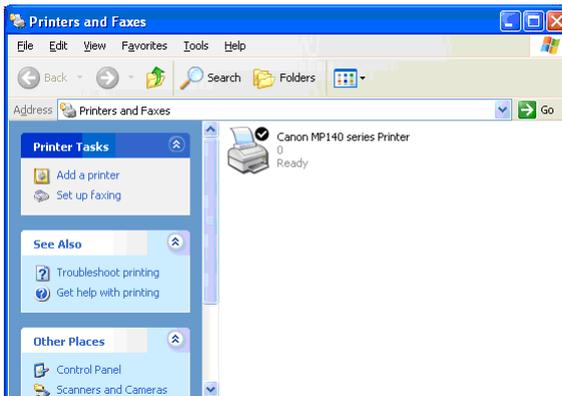 Printers and Faxes
File Edit View Favorites Tools Help
Back Search Folders
Address Printers and Faxes Go
Printer Tasks
Add a printer
Set up faxing
See Also
Troubleshoot printing
Get help with printing
Other Places
Control Panel
Scanners and Cameras
Canon MP140 series Printer
0
Ready